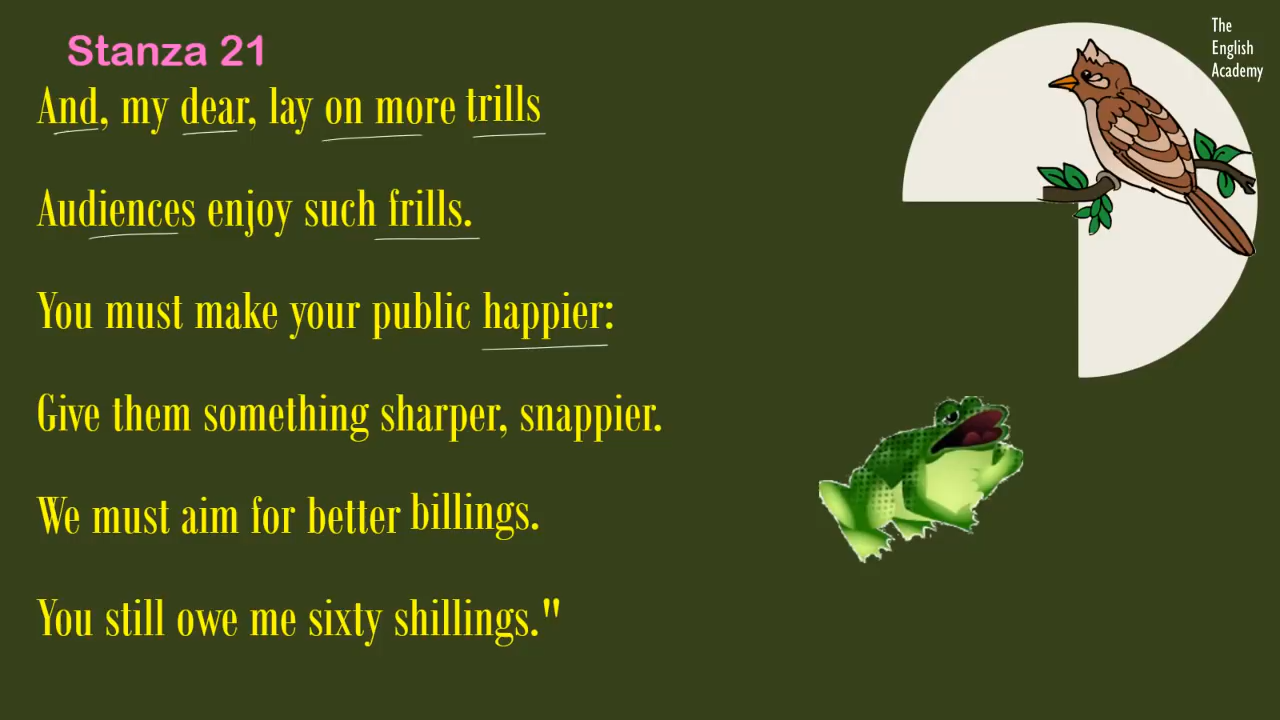 Stanza 21
And, my dear, lay on more trills
Audiences enjoy such frills.
You must make your public happier:
Give them something sharper, snappier.
We must aim for better billings.
You still owe me sixty shillings."
The
English
Academy